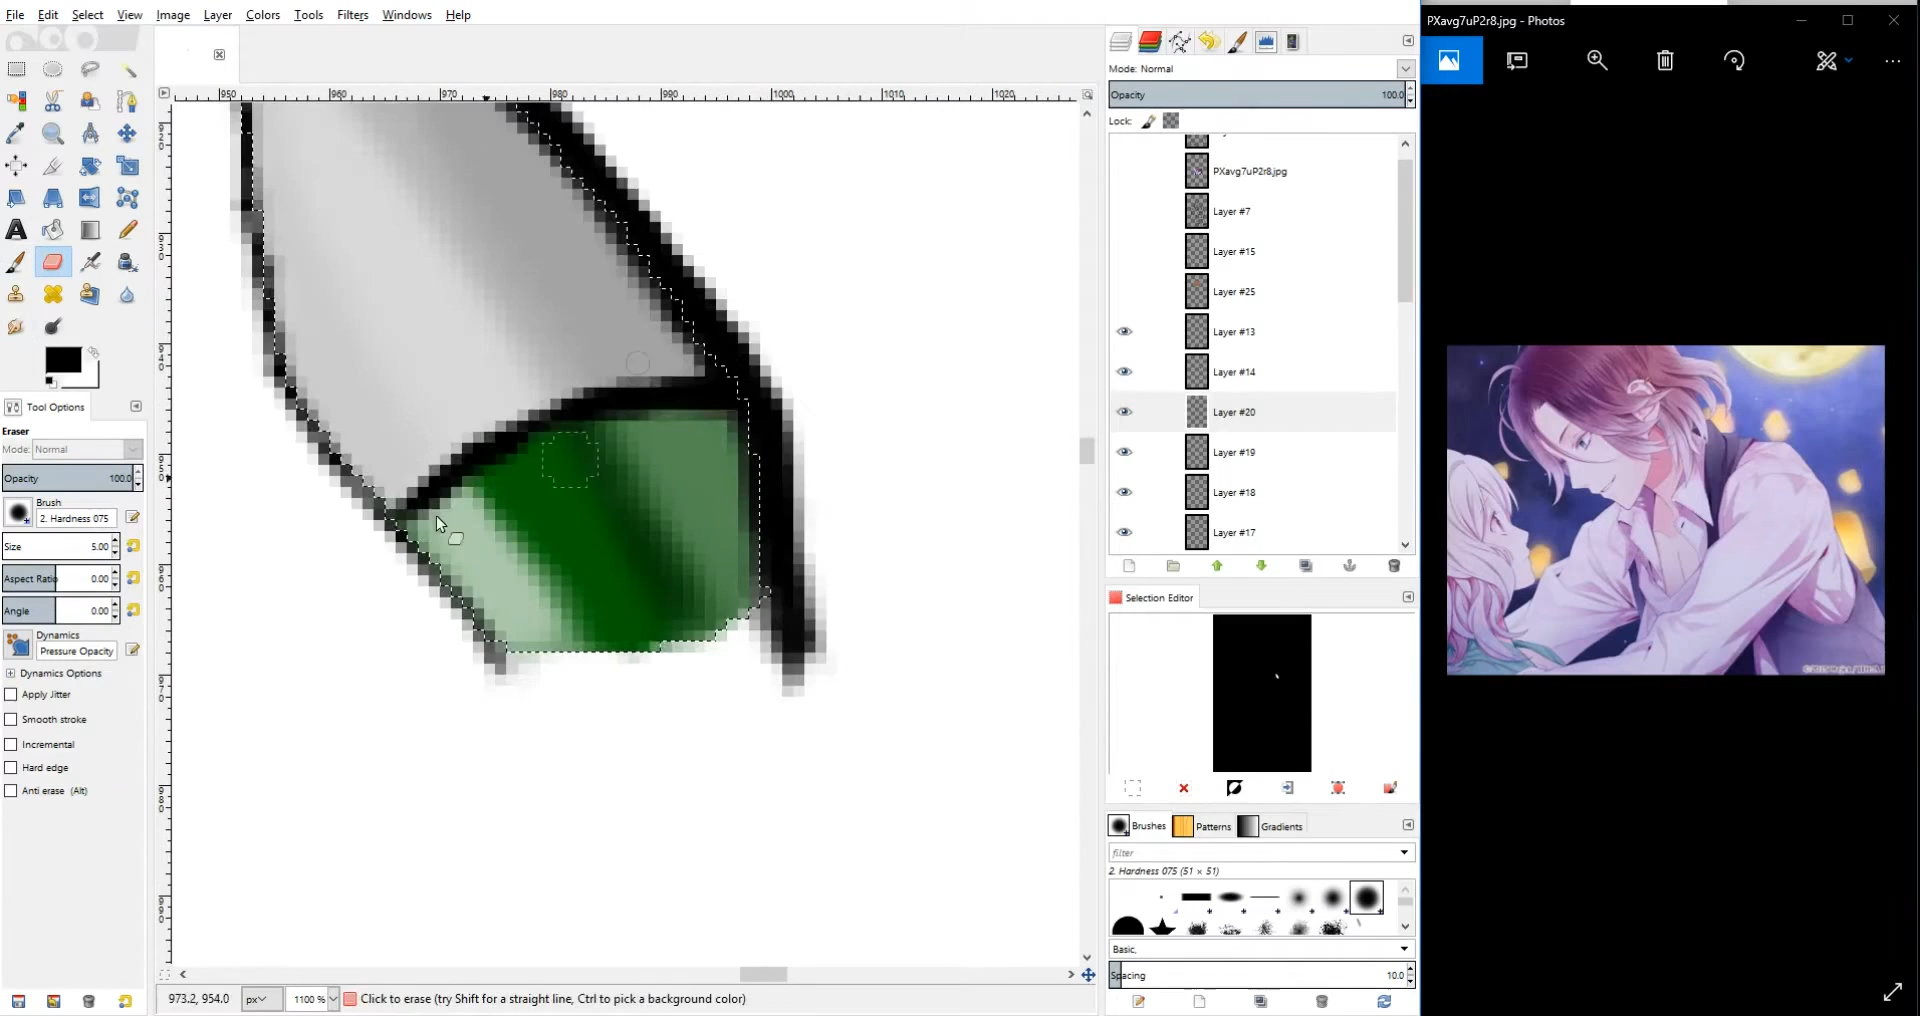 File Edit Select View Image Layer Colors Tools Filters Windows Help
PXavg7uP2r8.jpg - Photos
Mode: Normal
Opacity 100.0
Lock:
950 960 970 980 990 1000 1010 1020
PXavg7uP2r8.jpg
Layer #7
Layer #15
Layer #25
Layer #13
Layer #14
Layer #20
Layer #19
Layer #18
Layer #17
Tool Options
Eraser
Mode: Normal
Opacity 100.0
Brush
2. Hardness 075
Size 5.00
Aspect Ratio 0.00
Angle 0.00
Dynamics
Pressure Opacity
Dynamics Options
Apply Jitter
Smooth stroke
Incremental
Hard edge
Anti erase (Alt)
Selection Editor
Brushes Patterns Gradients
filter
2. Hardness 075 (51 × 51)
Basic,
Spacing 10.0
973.2, 954.0 px 1100 % Click to erase (try Shift for a straight line, Ctrl to pick a background color)